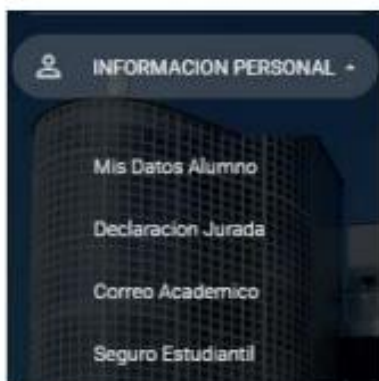 INFORMACION PERSONAL
Mis Datos Alumno
Declaracion Jurada
Correo Academico
Seguro Estudiantil